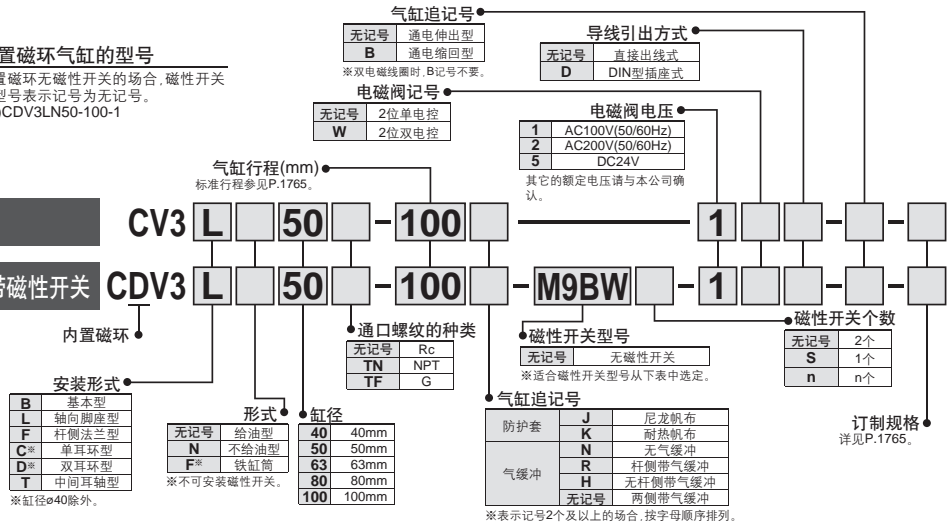 置磁环气缸的型号
置磁环无磁性开关的场合,磁性开关
型号表示记号为无记号。
)CDV3LN50-100-1
气缸追记号
无记号 通电伸出型
B 通电缩回型
※双电磁线圈时,B记号不要。
导线引出方式
无记号 直接出线式
D DIN型插座式
电磁阀记号
无记号 2位单电控
W 2位双电控
电磁阀电压
1 AC100V(50/60Hz)
2 AC200V(50/60Hz)
5 DC24V
其它的额定电压请与本公司确
认。
气缸行程(mm)
标准行程参见P.1765。
CV3 L 50 - 100 - 1 - -
带磁性开关 CDV3 L 50 - 100 - M9BW - 1 - -
内置磁环
安装形式
B 基本型
L 轴向脚座型
F 杆侧法兰型
C※ 单耳环型
D※ 双耳环型
T 中间耳轴型
※缸径ø40除外。
形式
无记号 给油型
N 不给油型
F※ 铁缸筒
※不可安装磁性开关。
缸径
40 40mm
50 50mm
63 63mm
80 80mm
100 100mm
通口螺纹的种类
无记号 Rc
TN NPT
TF G
磁性开关型号
无记号 无磁性开关
※适合磁性开关型号从下表中选定。
气缸追记号
防护套 J 尼龙帆布
K 耐热帆布
气缓冲 N 无气缓冲
R 杆侧带气缓冲
H 无杆侧带气缓冲
无记号 两侧带气缓冲
※表示记号2个及以上的场合,按字母顺序排列。
磁性开关个数
无记号 2个
S 1个
n n个
订制规格
详见P.1765。